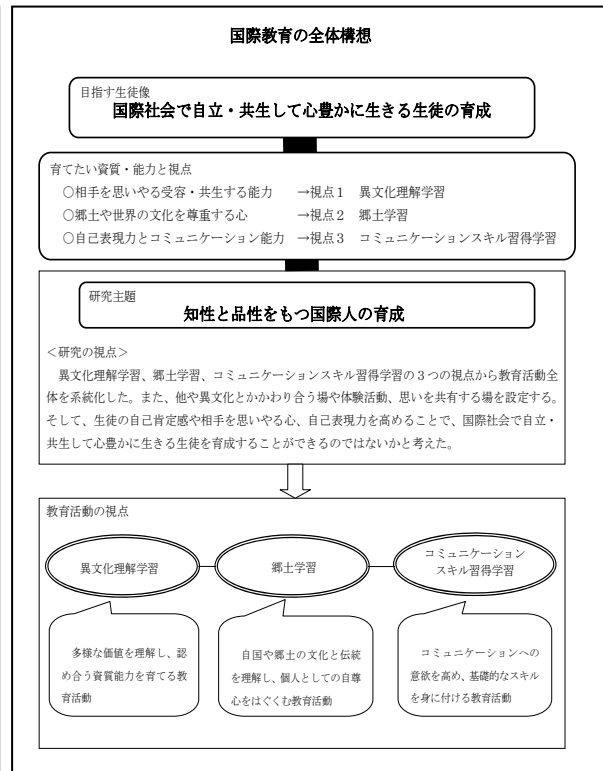 国際教育の全体構想
目指す生徒像
国際社会で自立・共生して心豊かに生きる生徒の育成
育てたい資質・能力と視点
○相手を思いやる受容・共生する能力　→視点１　異文化理解学習
○郷土や世界の文化を尊重する心　→視点２　郷土学習
○自己表現力とコミュニケーション能力　→視点３　コミュニケーションスキル習得学習
研究主題
知性と品性をもつ国際人の育成
＜研究の視点＞
異文化理解学習、郷土学習、コミュニケーションスキル習得学習の３つの視点から教育活動全
体を系統化した。また、他や異文化とかかわり合う場や体験活動、思いを共有する場を設定する。
そして、生徒の自己肯定感や相手を思いやる心、自己表現力を高めることで、国際社会で自立・
共生して心豊かに生きる生徒を育成することができるのではないかと考えた。
教育活動の視点
異文化理解学習
郷土学習
コミュニケーション
スキル習得学習
多様な価値を理解し、認
め合う資質能力を育てる教
育活動
自国や郷土の文化と伝統
を理解し、個人としての自尊
心をはぐくむ教育活動
コミュニケーションへの
意欲を高め、基礎的なスキル
を身に付ける教育活動